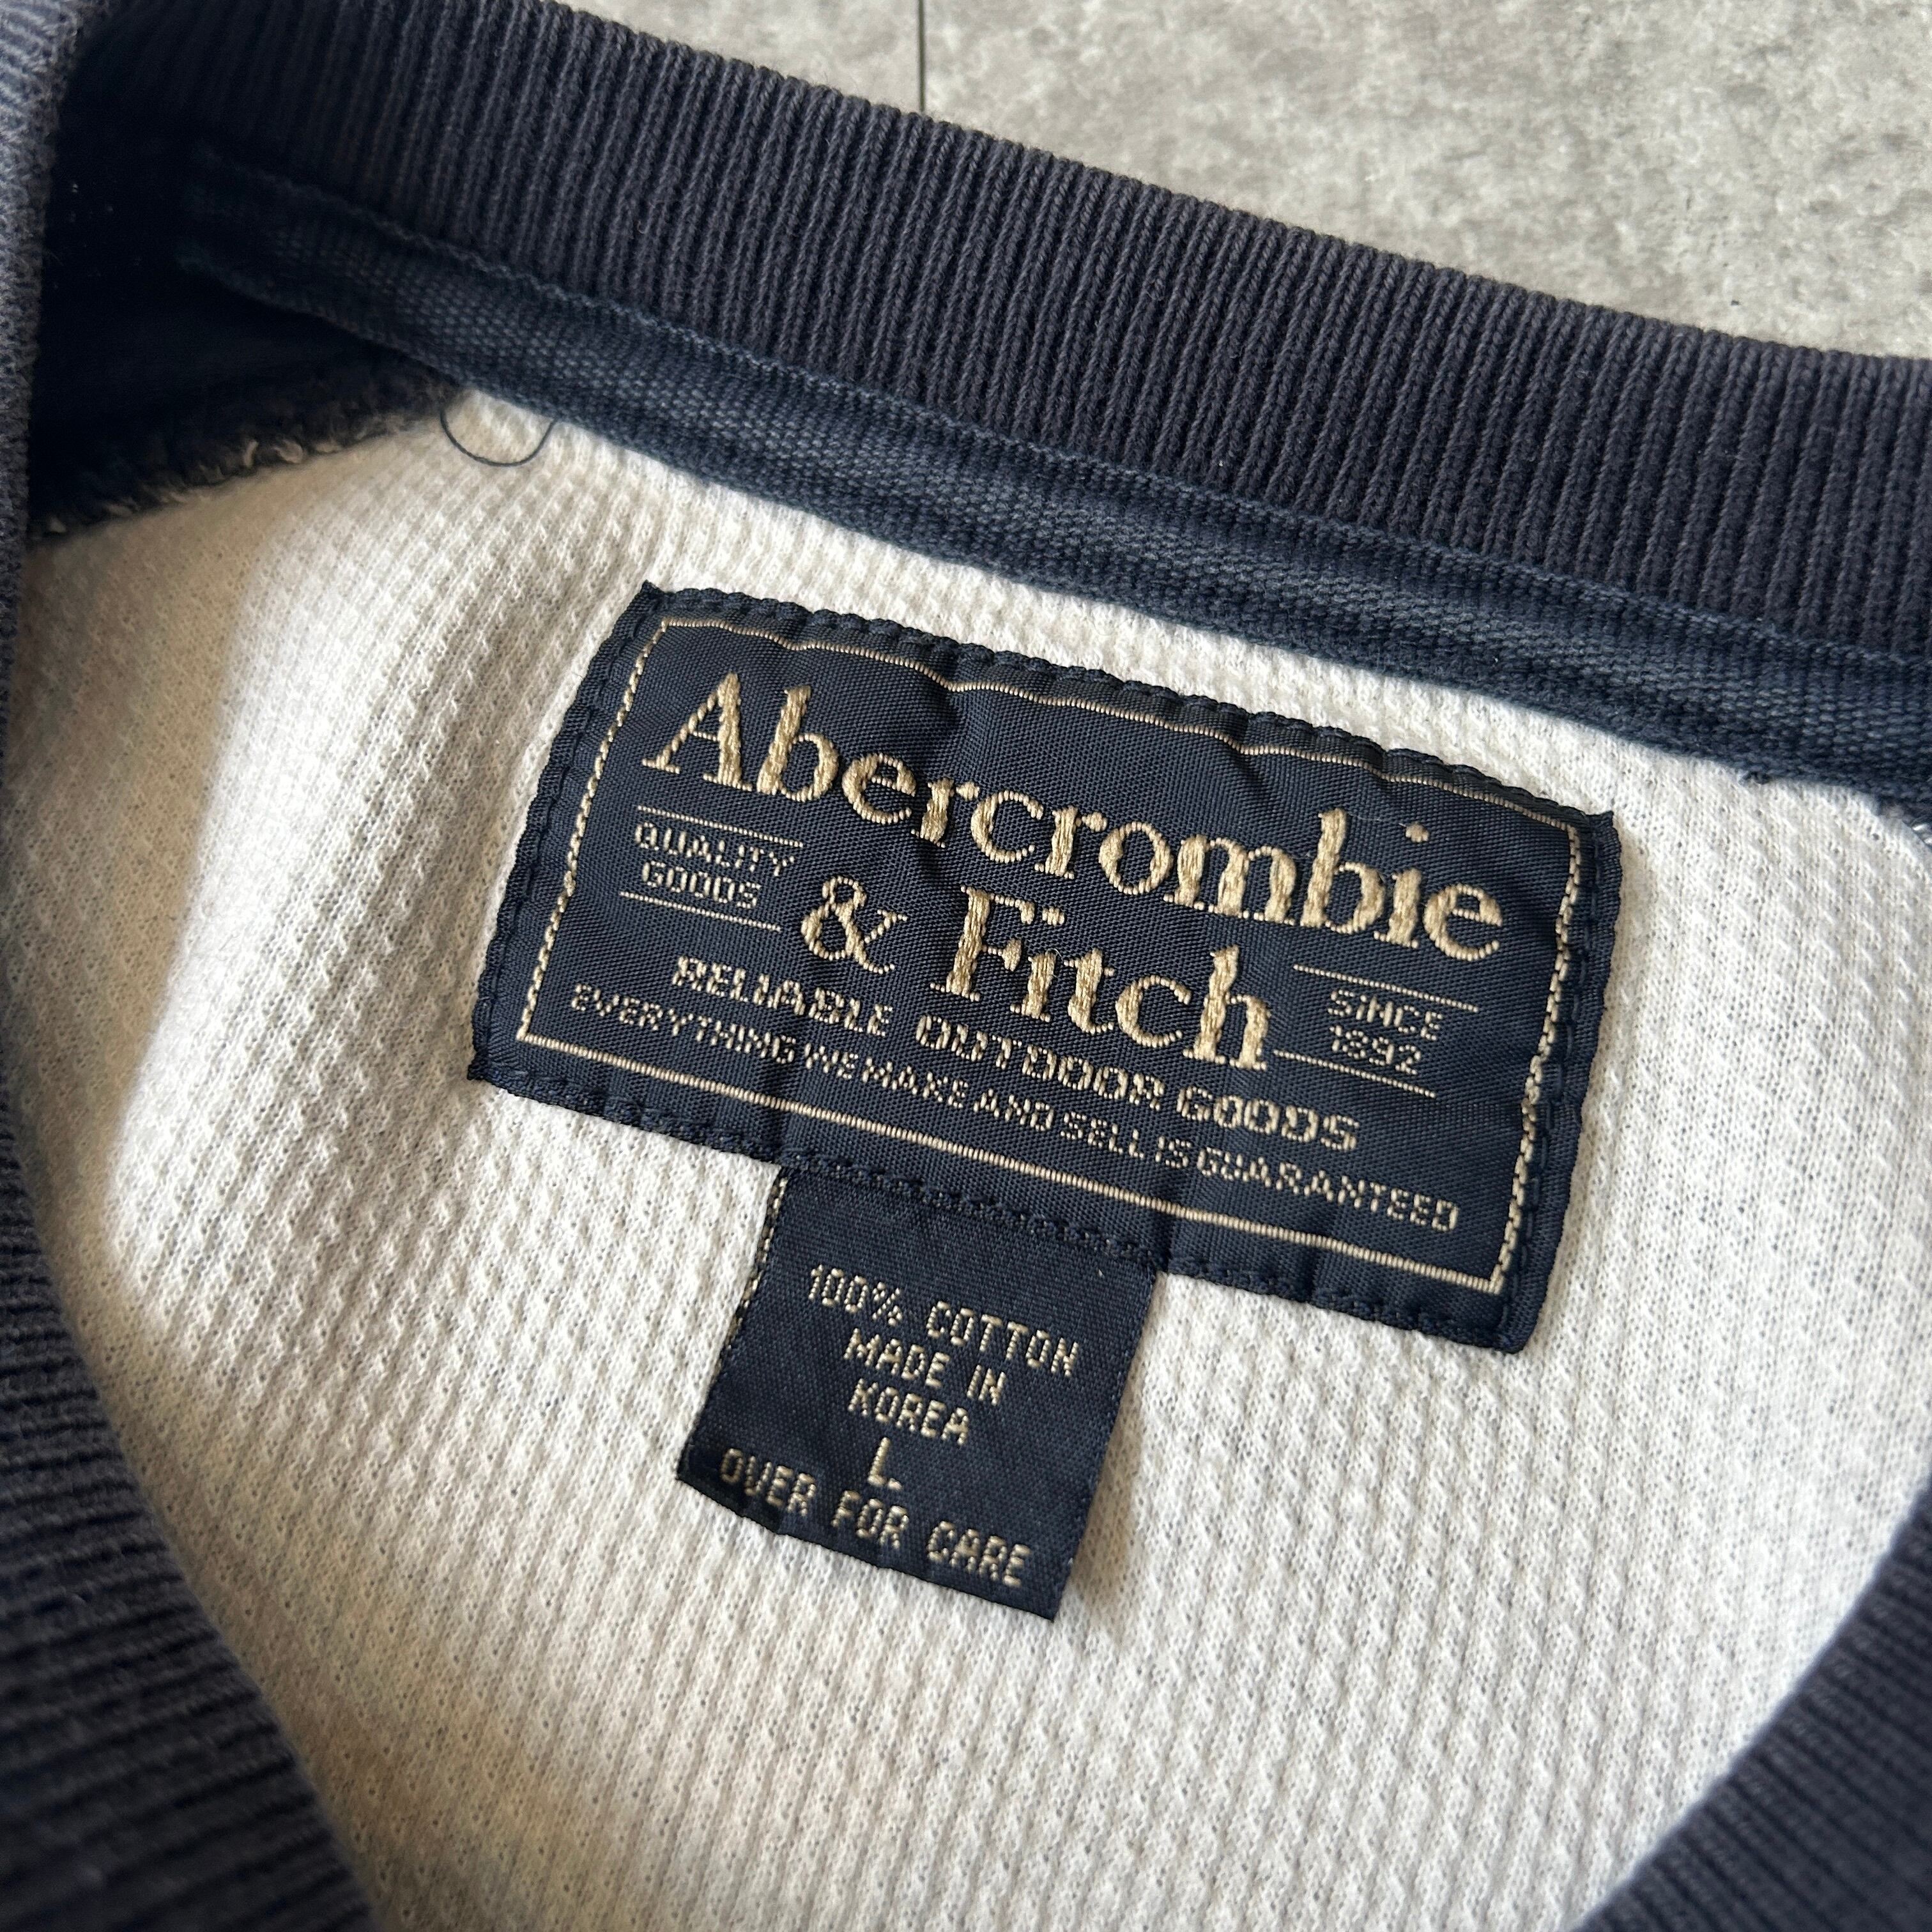 Abercrombie
QUALITY
GOODS
& Fitch
SINCE
1892
RELIABLE OUTDOOR GOODS
EVERYTHING WE MAKE AND SELL IS GUARANTEED
100% COTTON
MADE IN
KOREA
L.
OVER FOR CARE